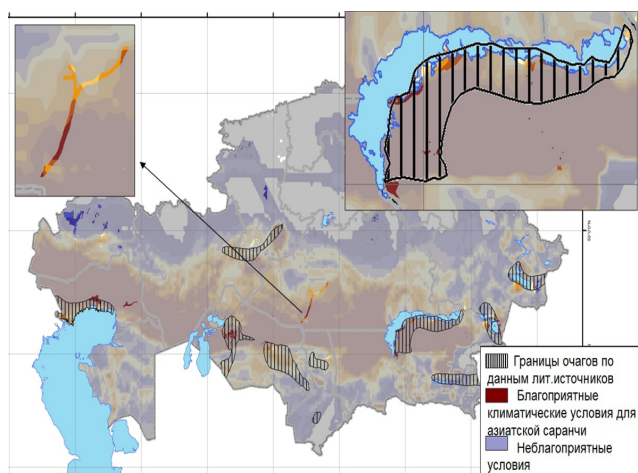 Границы очагов по
данным лит.источников
Благоприятные
климатические условия для
азиатской саранчи
Неблагоприятные
условия